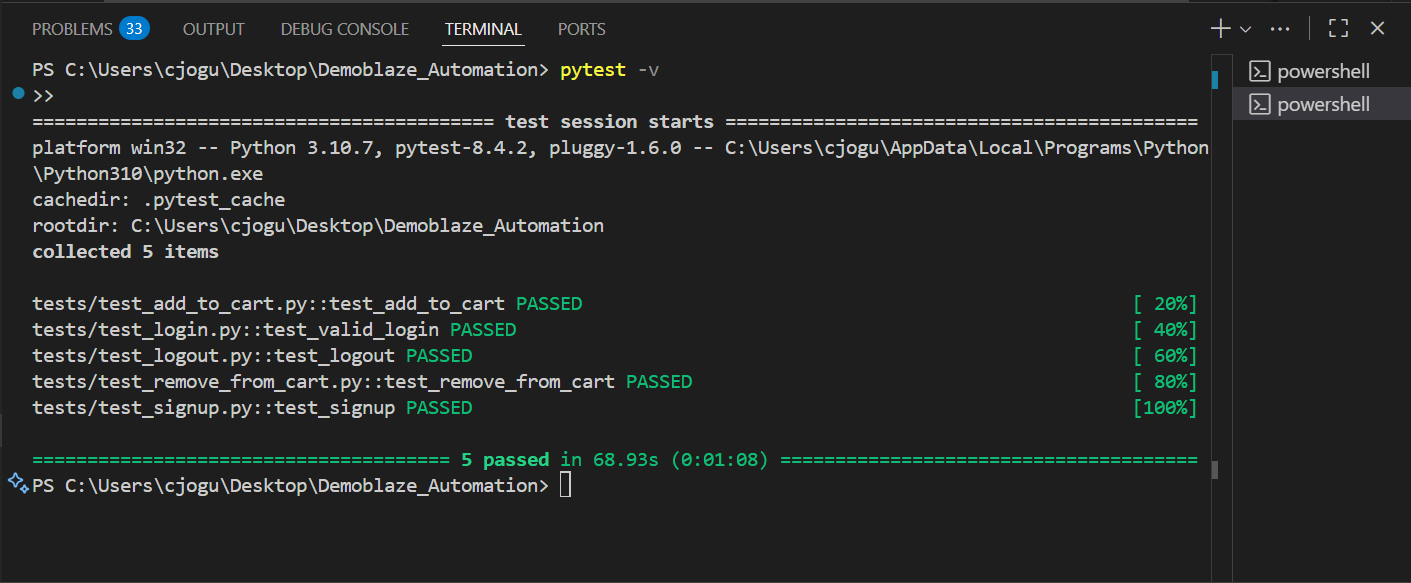 PROBLEMS 33 OUTPUT DEBUG CONSOLE TERMINAL PORTS
PS C:\Users\cjogu\Desktop\Demoblaze_Automation> pytest -v
>>
========================================== test session starts ===========================================
platform win32 -- Python 3.10.7, pytest-8.4.2, pluggy-1.6.0 -- C:\Users\cjogu\AppData\Local\Programs\Python
\Python310\python.exe
cachedir: .pytest_cache
rootdir: C:\Users\cjogu\Desktop\Demoblaze_Automation
collected 5 items
tests/test_add_to_cart.py::test_add_to_cart PASSED [ 20%]
tests/test_login.py::test_valid_login PASSED [ 40%]
tests/test_logout.py::test_logout PASSED [ 60%]
tests/test_remove_from_cart.py::test_remove_from_cart PASSED [ 80%]
tests/test_signup.py::test_signup PASSED [100%]
====================================== 5 passed in 68.93s (0:01:08) ======================================
PS C:\Users\cjogu\Desktop\Demoblaze_Automation>
powershell
powershell